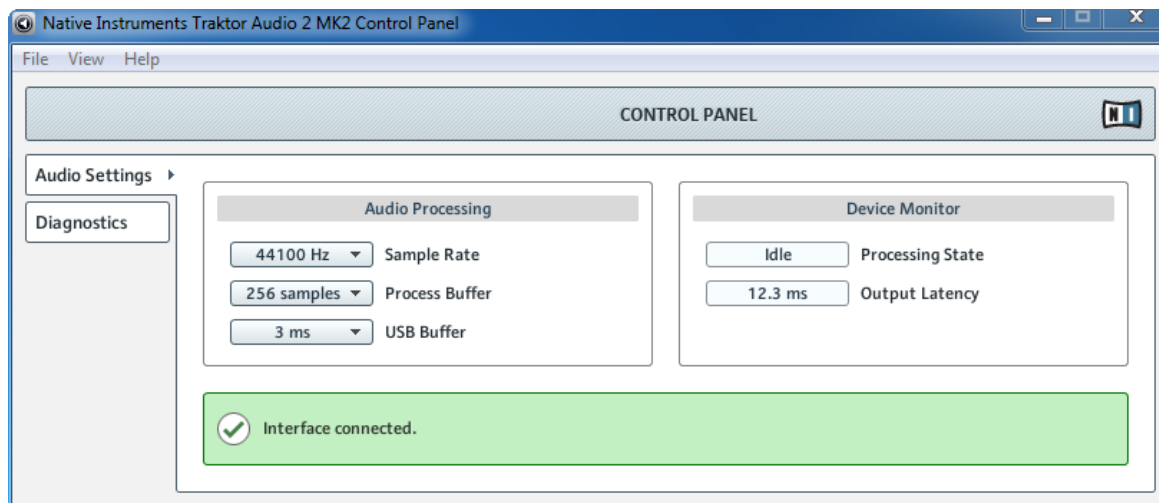 Native Instruments Traktor Audio 2 MK2 Control Panel
File View Help
CONTROL PANEL
NI
Audio Settings
Diagnostics
Audio Processing
44100 Hz Sample Rate
256 samples Process Buffer
3 ms USB Buffer
Device Monitor
Idle Processing State
12.3 ms Output Latency
Interface connected.